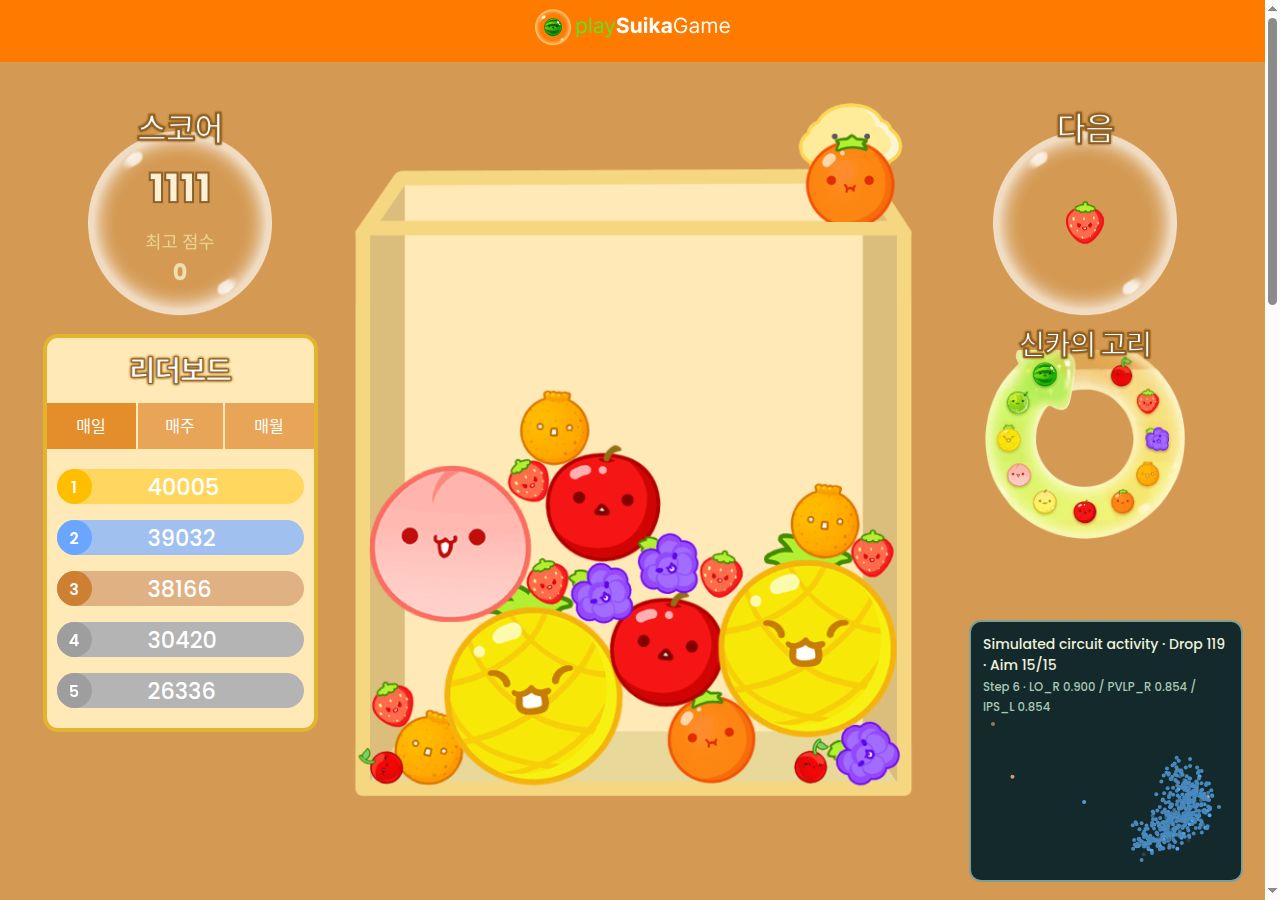 playSuikaGame
스코어
1111
최고 점수
0
리더보드
매일 매주 매월
1 40005
2 39032
3 38166
4 30420
5 26336
다음
신카의 고리
Simulated circuit activity · Drop 119
· Aim 15/15
Step 6 · LO_R 0.900 / PVLP_R 0.854 /
IPS_L 0.854